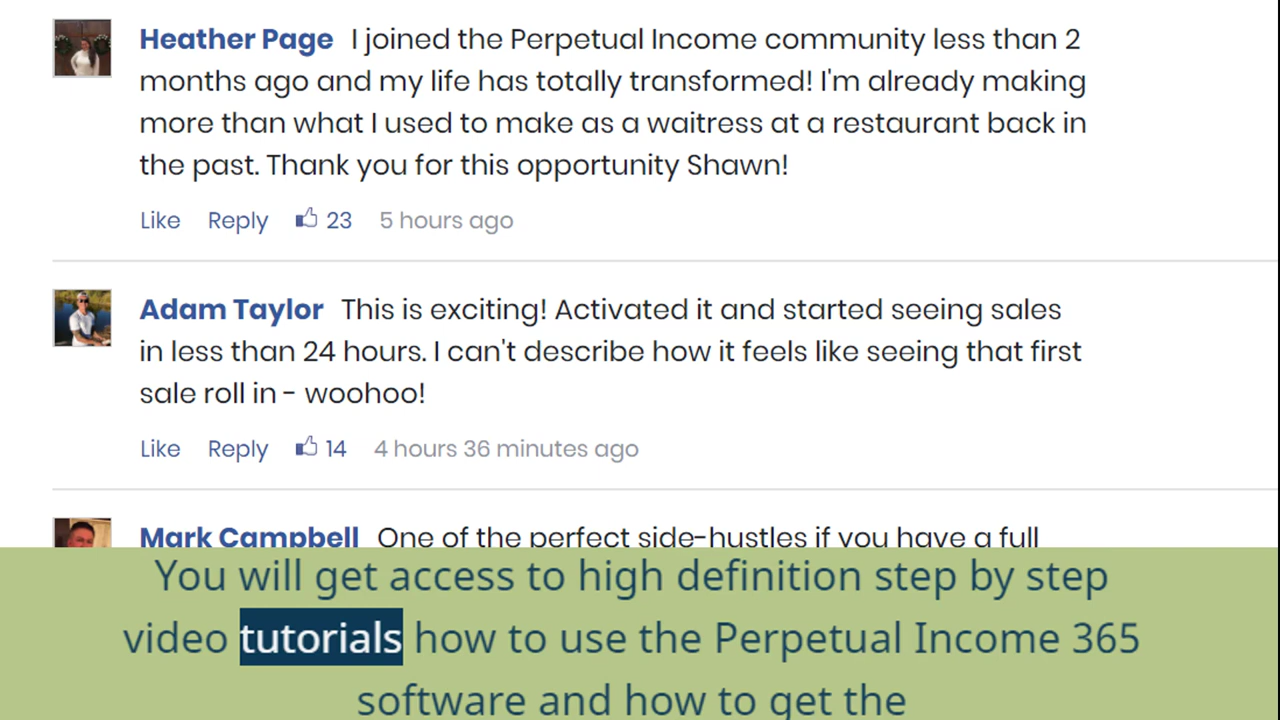 Heather Page I joined the Perpetual Income community less than 2
months ago and my life has totally transformed! I'm already making
more than what I used to make as a waitress at a restaurant back in
the past. Thank you for this opportunity Shawn!
Like Reply 23 5 hours ago
Adam Taylor This is exciting! Activated it and started seeing sales
in less than 24 hours. I can't describe how it feels like seeing that first
sale roll in - woohoo!
Like Reply 14 4 hours 36 minutes ago
Mark Campbell One of the perfect side-hustles if you have a full
You will get access to high definition step by step
video tutorials how to use the Perpetual Income 365
software and how to get the